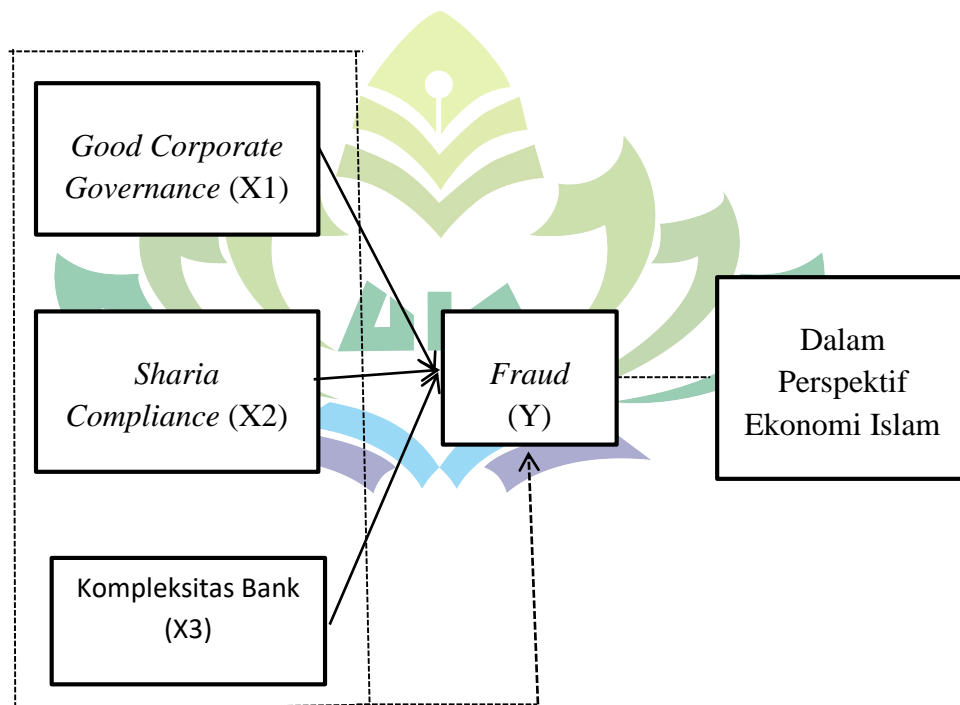 Good Corporate
Governance (X1)
Sharia
Compliance (X2)
Kompleksitas Bank
(X3)
Fraud
(Y)
Dalam
Perspektif
Ekonomi Islam